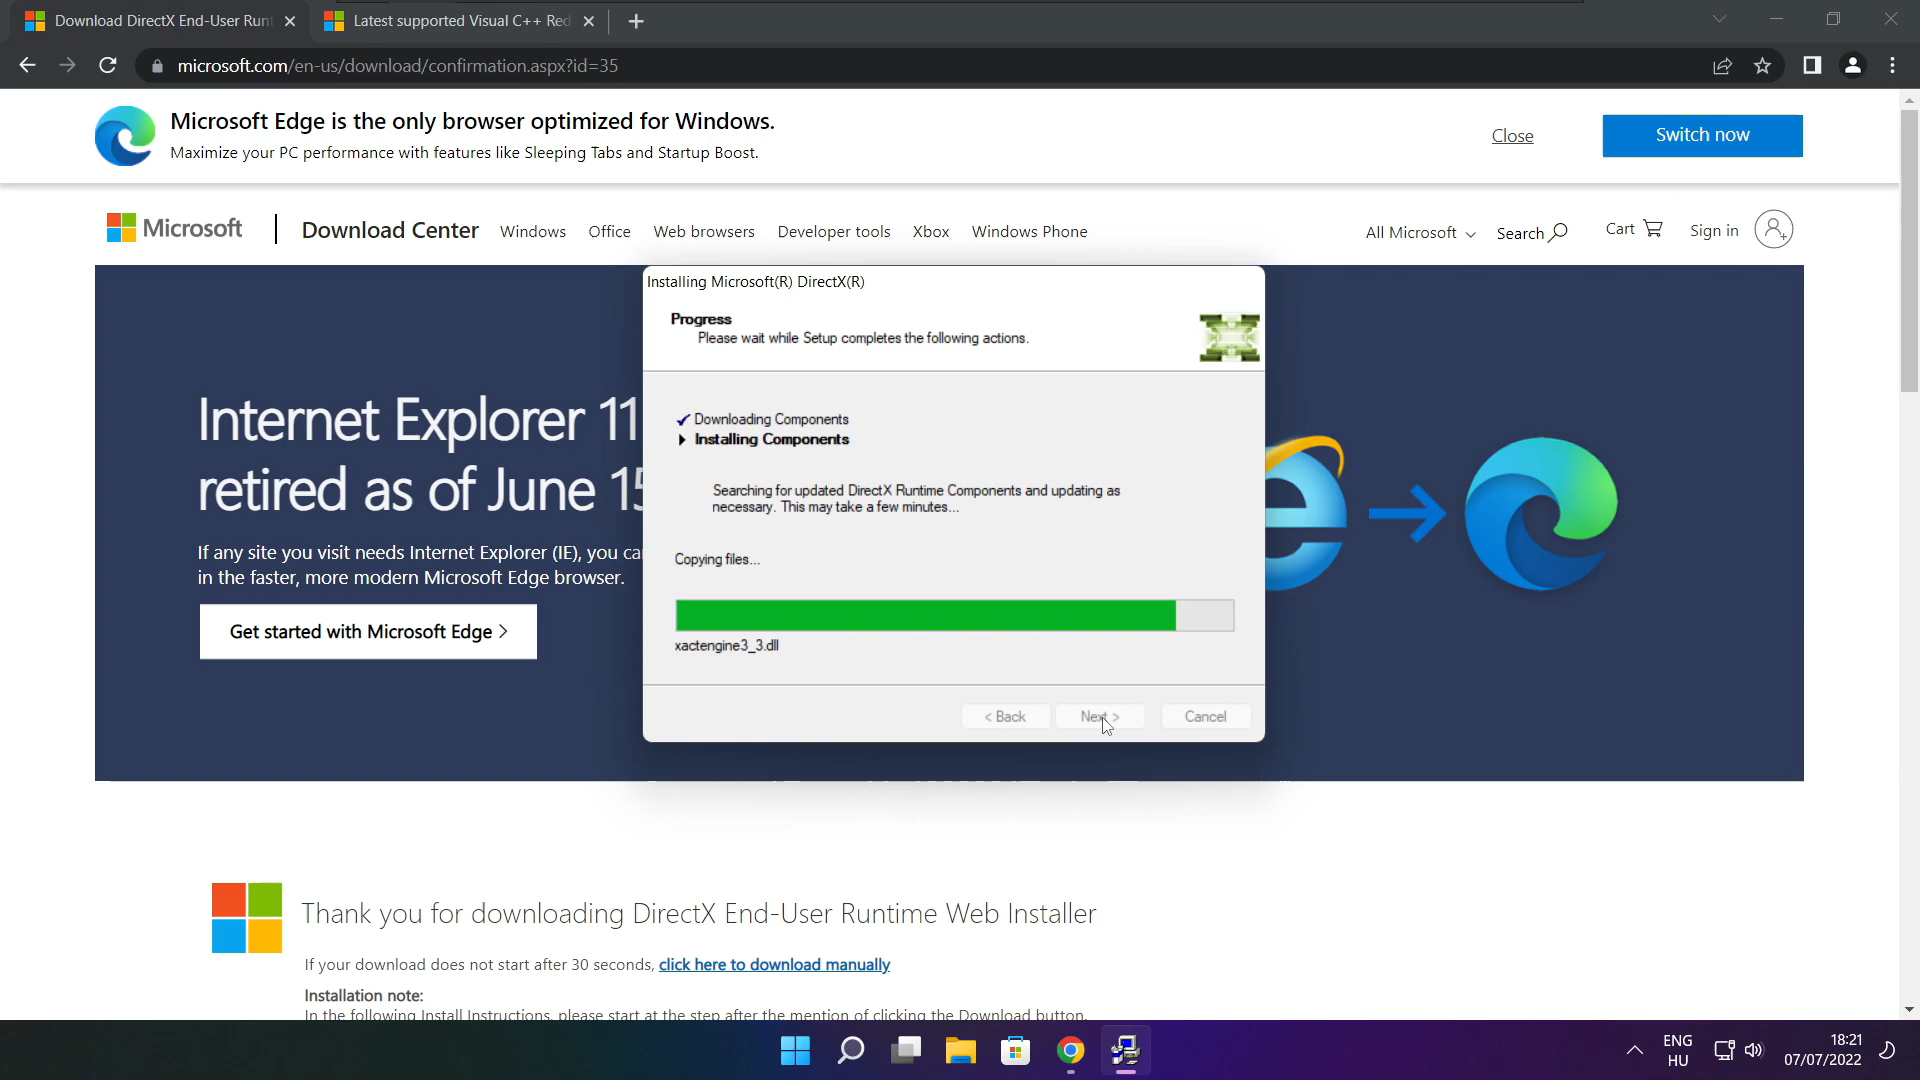 Download DirectX End-User Runt
Latest supported Visual C++ Red
microsoft.com/en-us/download/confirmation.aspx?id=35
Microsoft Edge is the only browser optimized for Windows.
Maximize your PC performance with features like Sleeping Tabs and Startup Boost.
Close
Switch now
Microsoft
Download Center
Windows
Office
Web browsers
Developer tools
Xbox
Windows Phone
All Microsoft
Search
Cart
Sign in
Internet Explorer 11
retired as of June 15
If any site you visit needs Internet Explorer (IE), you ca
in the faster, more modern Microsoft Edge browser.
Get started with Microsoft Edge >
Installing Microsoft(R) DirectX(R)
Progress
Please wait while Setup completes the following actions.
Downloading Components
Installing Components
Searching for updated DirectX Runtime Components and updating as
necessary. This may take a few minutes...
Copying files...
xactengine3_3.dll
< Back
Next >
Cancel
Thank you for downloading DirectX End-User Runtime Web Installer
If your download does not start after 30 seconds, click here to download manually
Installation note:
In the following Install Instructions, please start at the step after the mention of clicking the Download button.
ENG
HU
18:21
07/07/2022